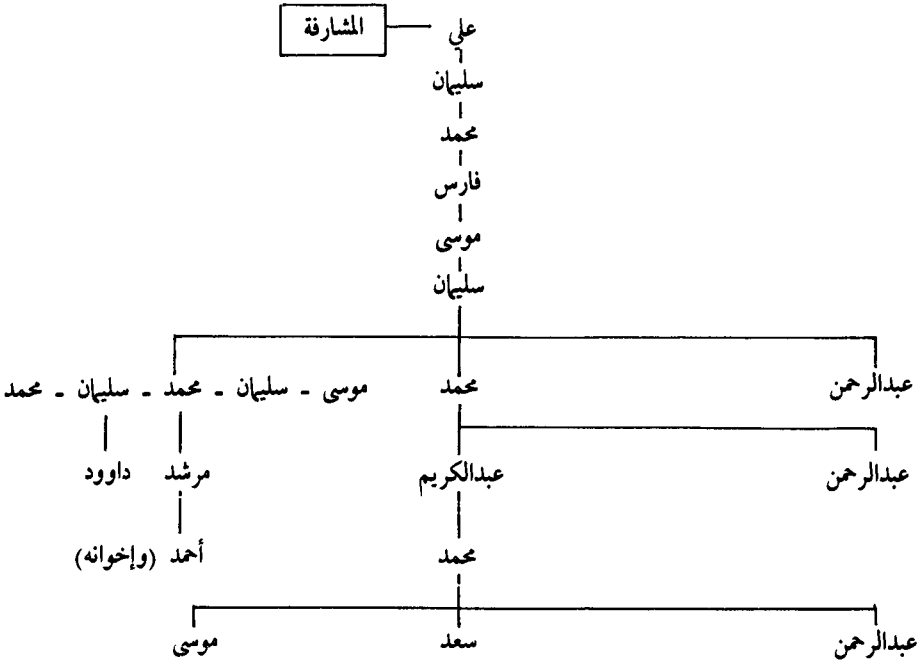 علي المشارفة
سليمان
محمد
فارس
موسى
سليمان
عبدالرحمن محمد موسى - سليمان - محمد - سليمان - محمد
عبدالرحمن عبدالكريم مرشد داوود
محمد أحمد (وإخوانه)
عبدالرحمن سعد موسى